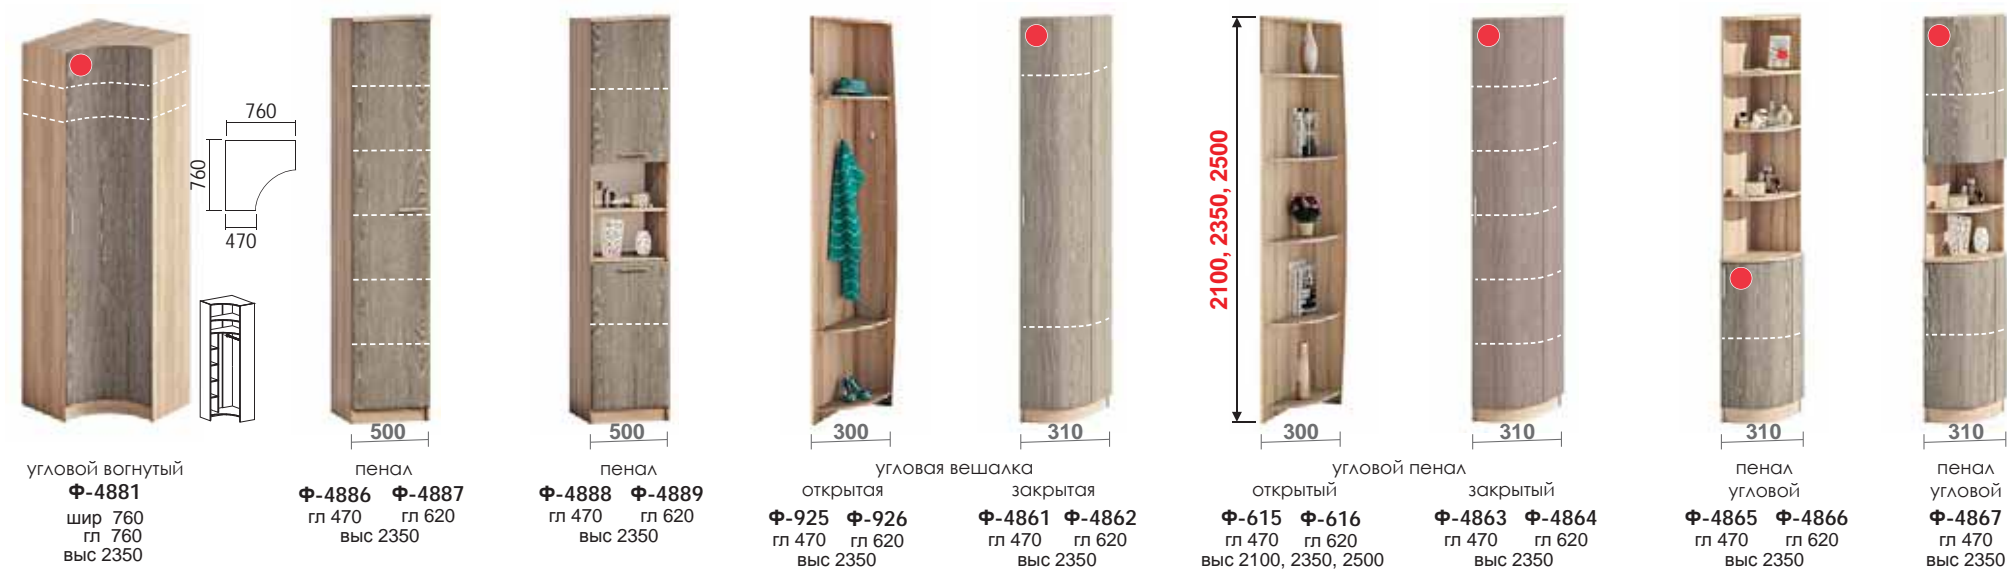 760
760
470
2100, 2350, 2500
500
500
300
310
300
310
310
310
угловой вогнутый
Ф-4881
шир 760
гл 760
выс 2350
пенал
Ф-4886 Ф-4887
гл 470 гл 620
выс 2350
пенал
Ф-4888 Ф-4889
гл 470 гл 620
выс 2350
угловая вешалка
открытая
Ф-925 Ф-926
гл 470 гл 620
выс 2350
закрытая
Ф-4861 Ф-4862
гл 470 гл 620
выс 2350
угловой пенал
открытый
Ф-615 Ф-616
гл 470 гл 620
выс 2100, 2350, 2500
закрытый
Ф-4863 Ф-4864
гл 470 гл 620
выс 2350
пенал
угловой
Ф-4865 Ф-4866
гл 470 гл 620
выс 2350
пенал
угловой
Ф-4867
гл 470
выс 2350